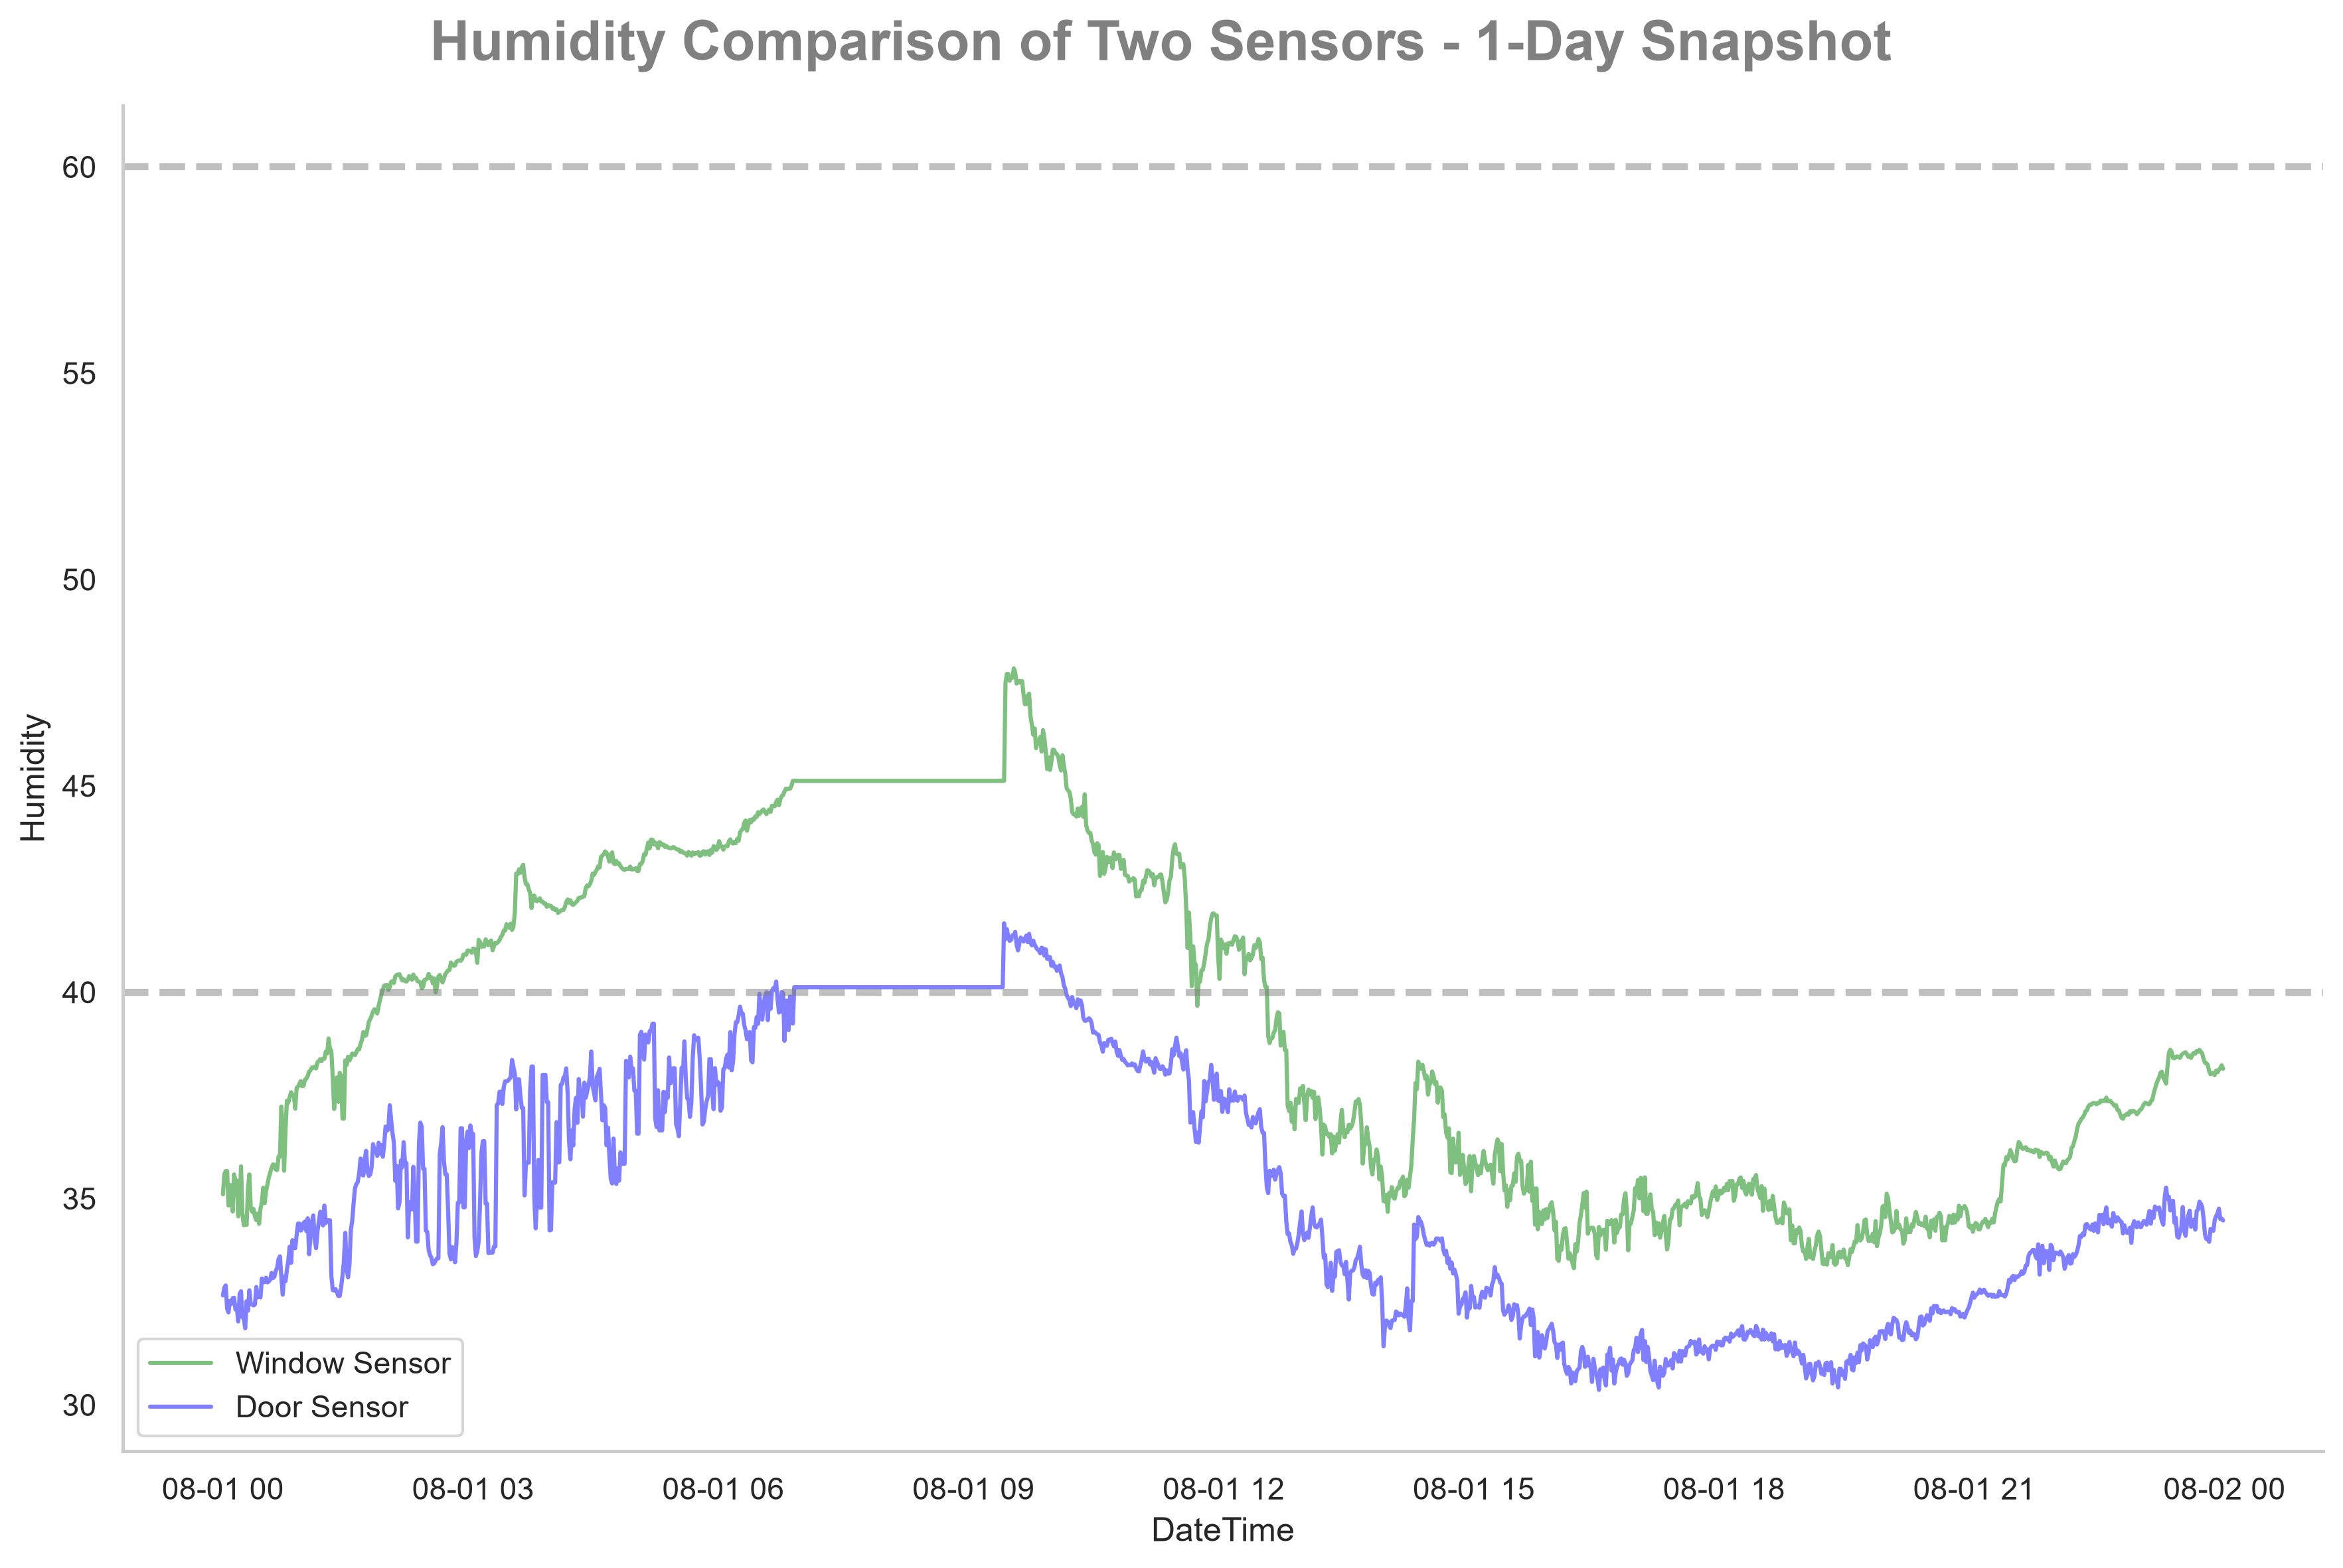 Humidity Comparison of Two Sensors - 1-Day Snapshot
60
55
50
45
40
35
30
Humidity
Window Sensor
Door Sensor
08-01 00 08-01 03 08-01 06 08-01 09 08-01 12 08-01 15 08-01 18 08-01 21 08-02 00
DateTime